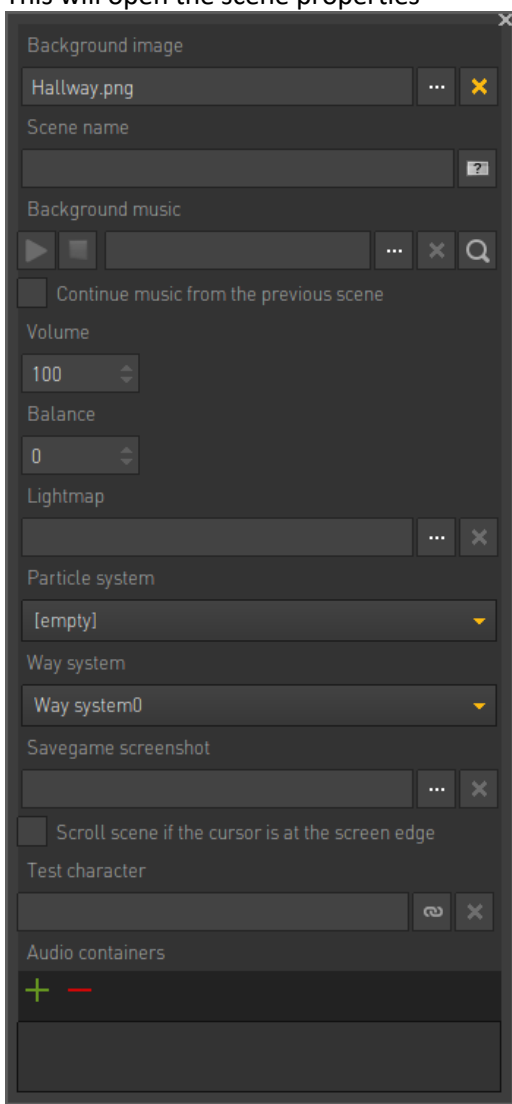 This will open the scene properties
Background image
Hallway.png
Scene name
Background music
Continue music from the previous scene
Volume
100
Balance
0
Lightmap
Particle system
[empty]
Way system
Way system0
Savegame screenshot
Scroll scene if the cursor is at the screen edge
Test character
Audio containers